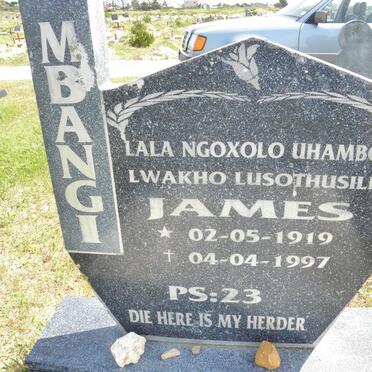 MBANGI
LALA NGOXOLO UHAMBO
LWAKHO LUSOTHUSILE
JAMES
* 02-05-1919
† 04-04-1997
PS:23
DIE HERE IS MY HERDER